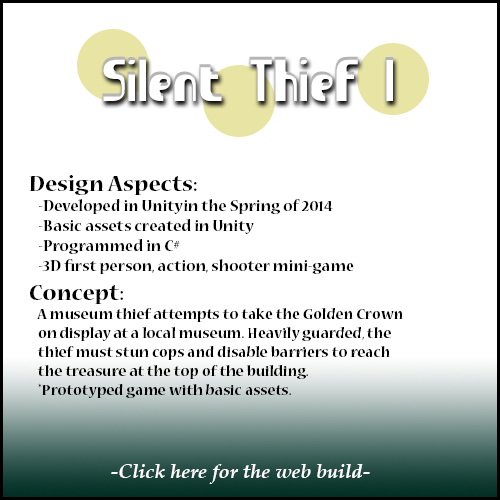 Silent Thief 1
Design Aspects:
-Developed in Unityin the Spring of 2014
-Basic assets created in Unity
-Programmed in C#
-3D first person, action, shooter mini-game
Concept:
A museum thief attempts to take the Golden Crown
on display at a local museum. Heavily guarded, the
thief must stun cops and disable barriers to reach
the treasure at the top of the building.
*Prototyped game with basic assets.
-Click here for the web build-